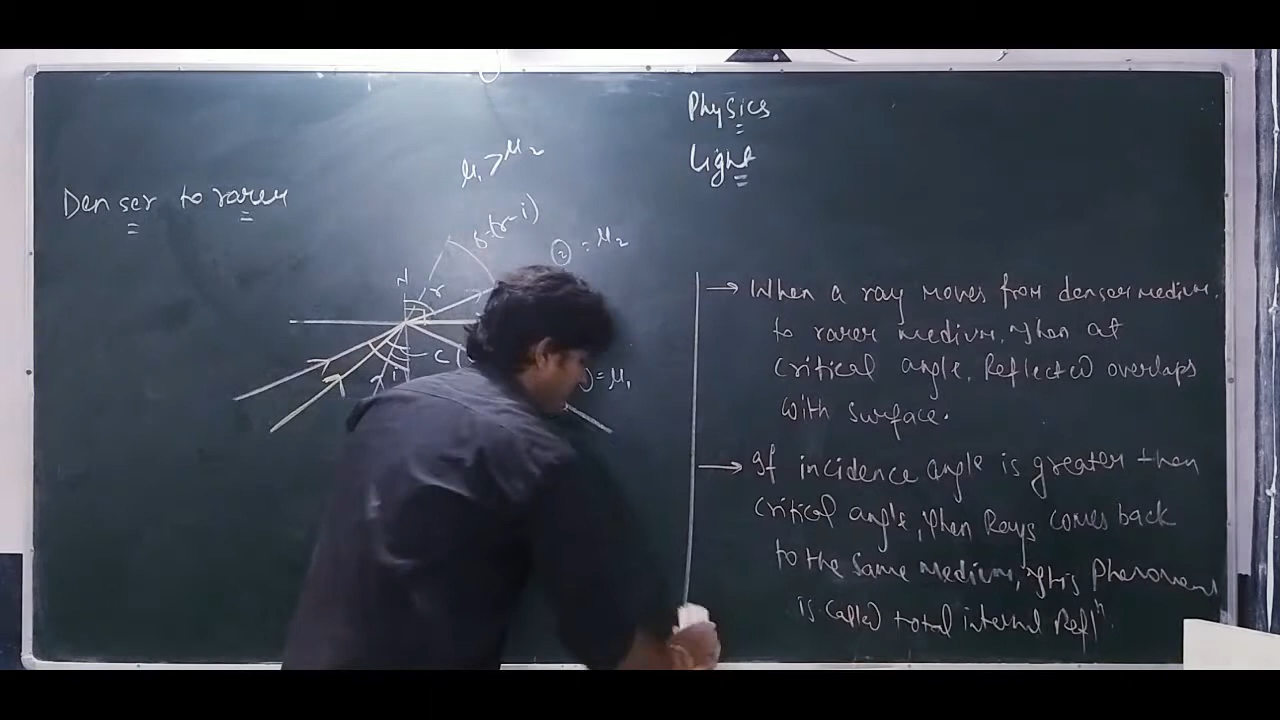 Physics
Light
μ₁ > μ₂
Denser to rarer
δ=(r-i)
② = μ₂
N
r
c
i
= μ₁
→ When a ray moves from denser medium.
to rarer medium, then at
critical angle, Reflected overlaps
with surface.
→ If incidence angle is greater then
critical angle, then Rays comes back
to the same medium, This Phenomena
is called total internal Reflⁿ.